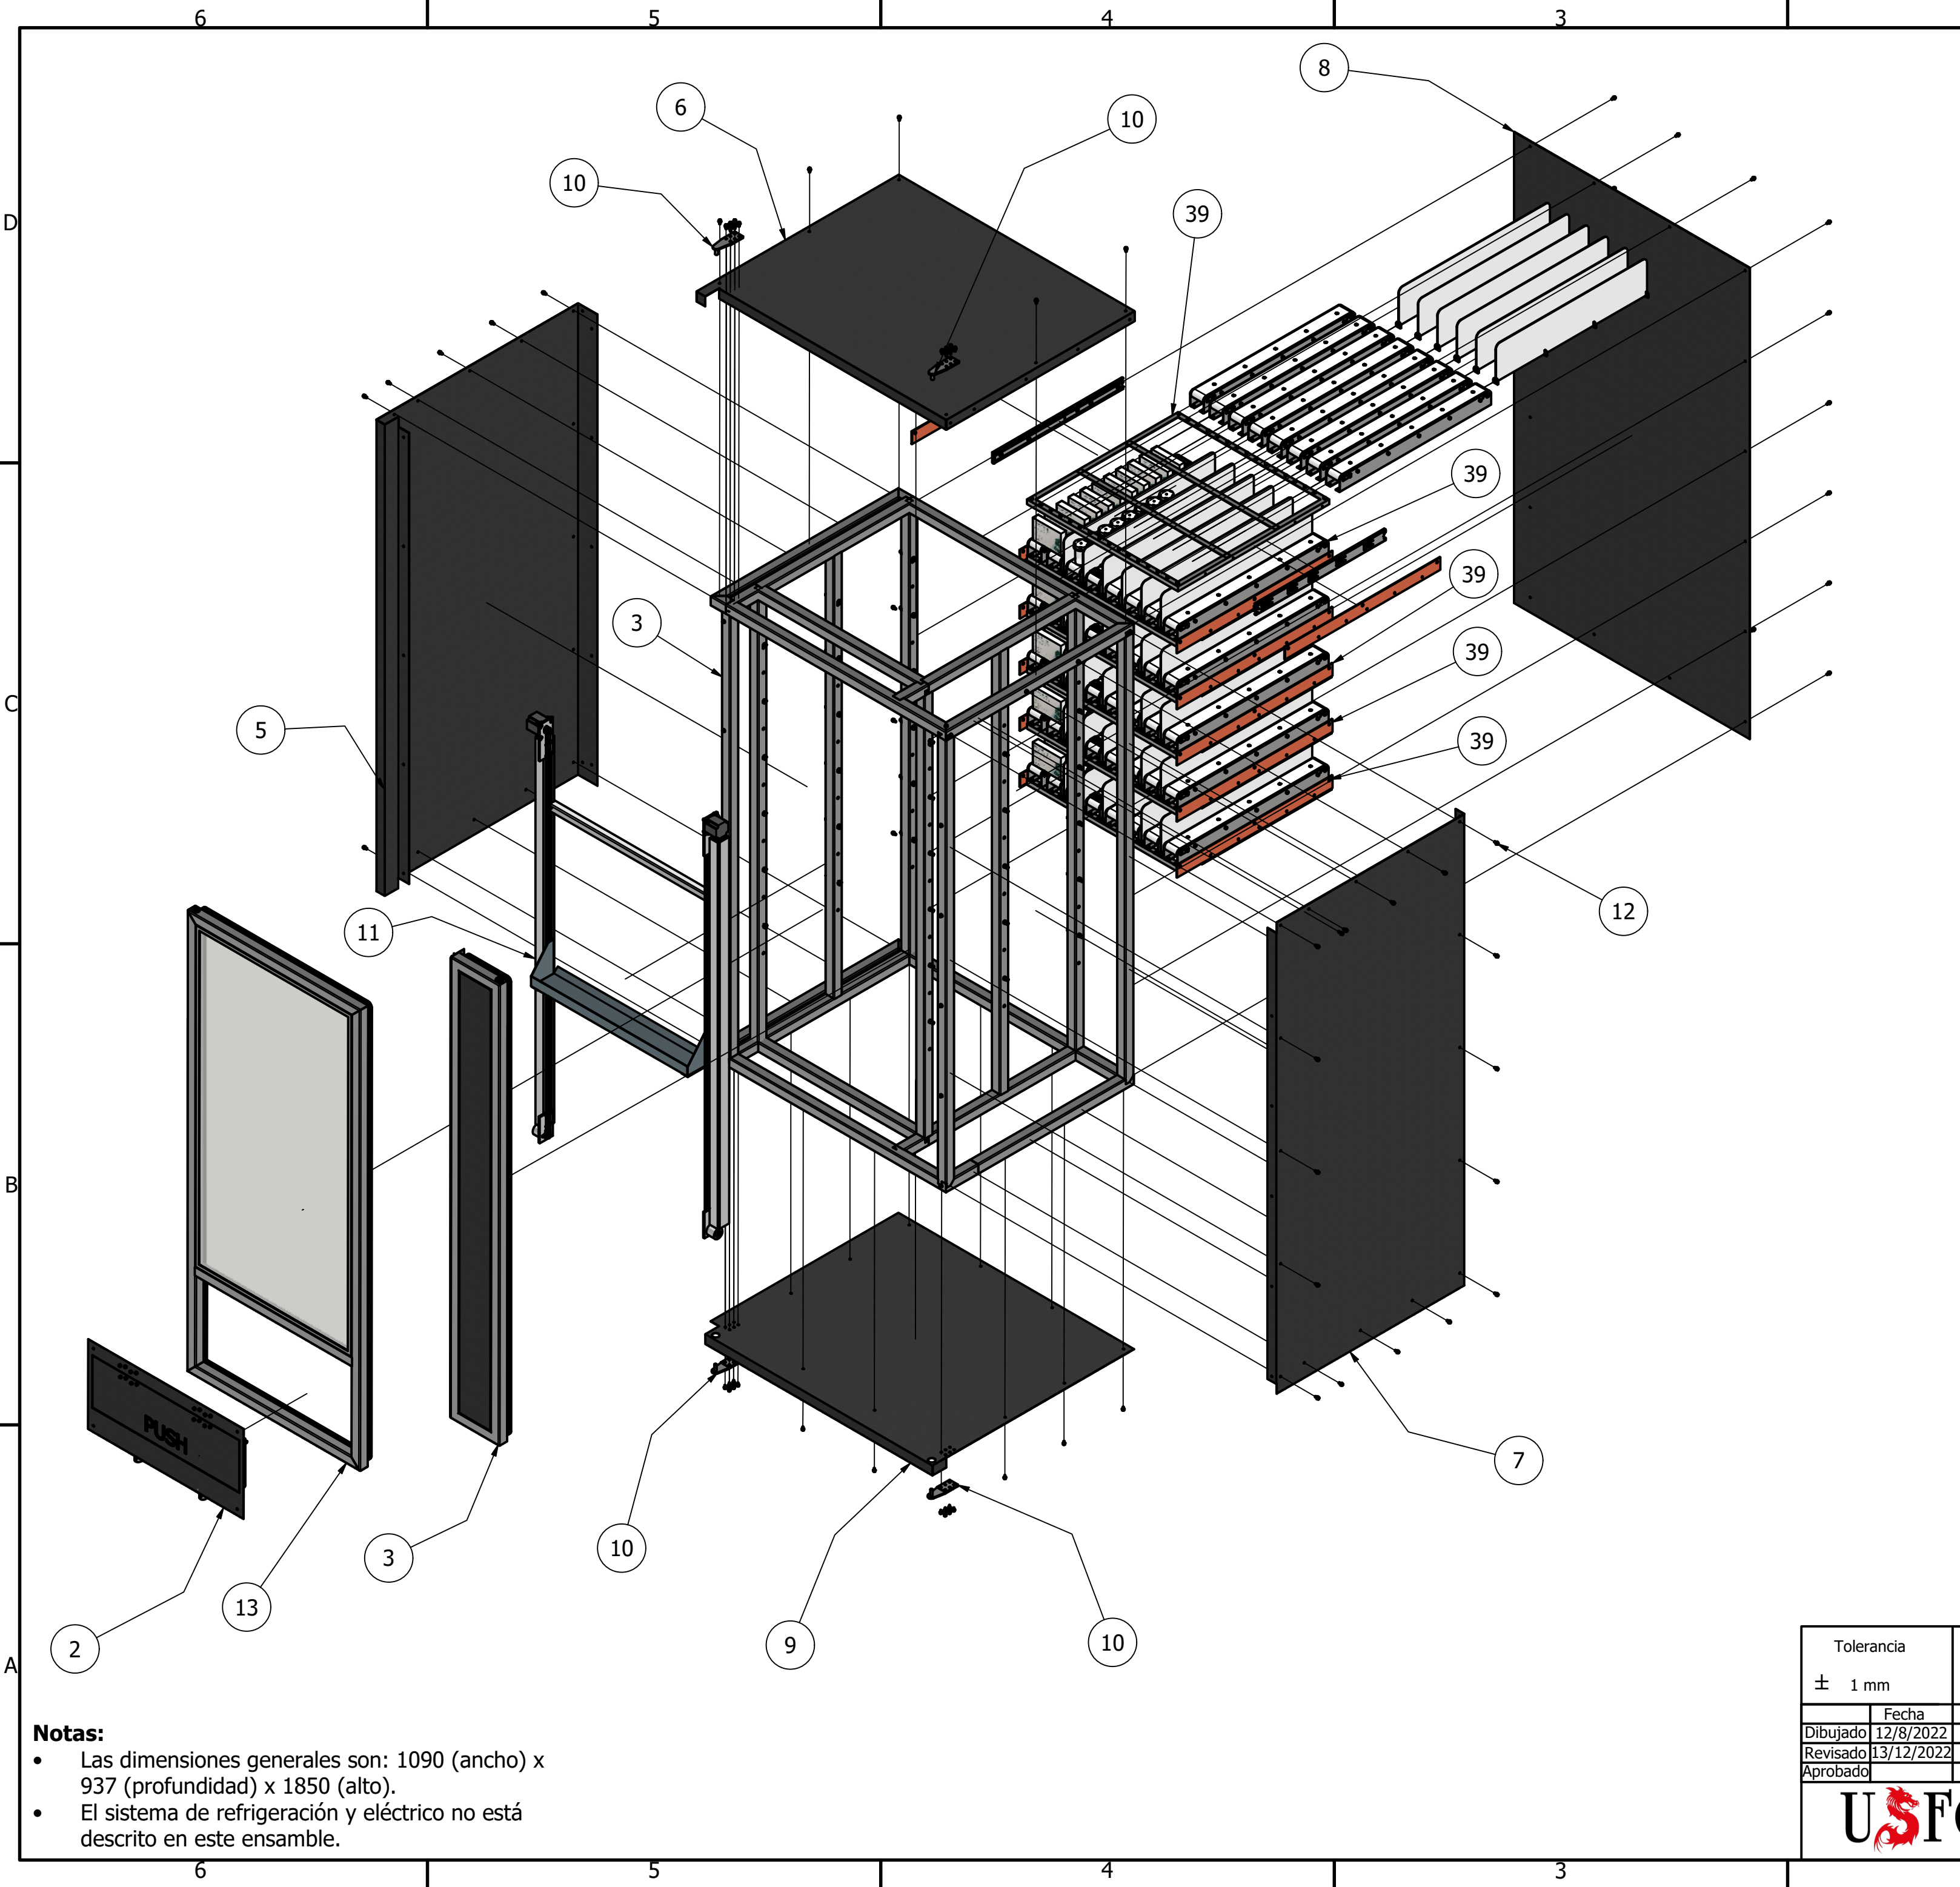 6 5 4 3
8
6
10
10
D
39
39
39
3
39
C
5
39
12
11
B
7
PUSH
10
3
13
2
9
10
A
Tolerancia
± 1 mm
Fecha
Dibujado 12/8/2022
Revisado 13/12/2022
Aprobado
USF
Notas:
• Las dimensiones generales son: 1090 (ancho) x
937 (profundidad) x 1850 (alto).
• El sistema de refrigeración y eléctrico no está
descrito en este ensamble.
6 5 4 3